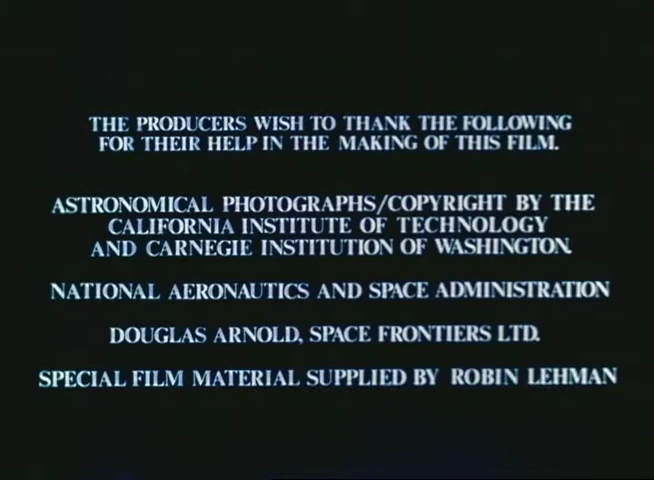 THE PRODUCERS WISH TO THANK THE FOLLOWING
FOR THEIR HELP IN THE MAKING OF THIS FILM.
ASTRONOMICAL PHOTOGRAPHS/COPYRIGHT BY THE
CALIFORNIA INSTITUTE OF TECHNOLOGY
AND CARNEGIE INSTITUTION OF WASHINGTON.
NATIONAL AERONAUTICS AND SPACE ADMINISTRATION
DOUGLAS ARNOLD, SPACE FRONTIERS LTD.
SPECIAL FILM MATERIAL SUPPLIED BY ROBIN LEHMAN